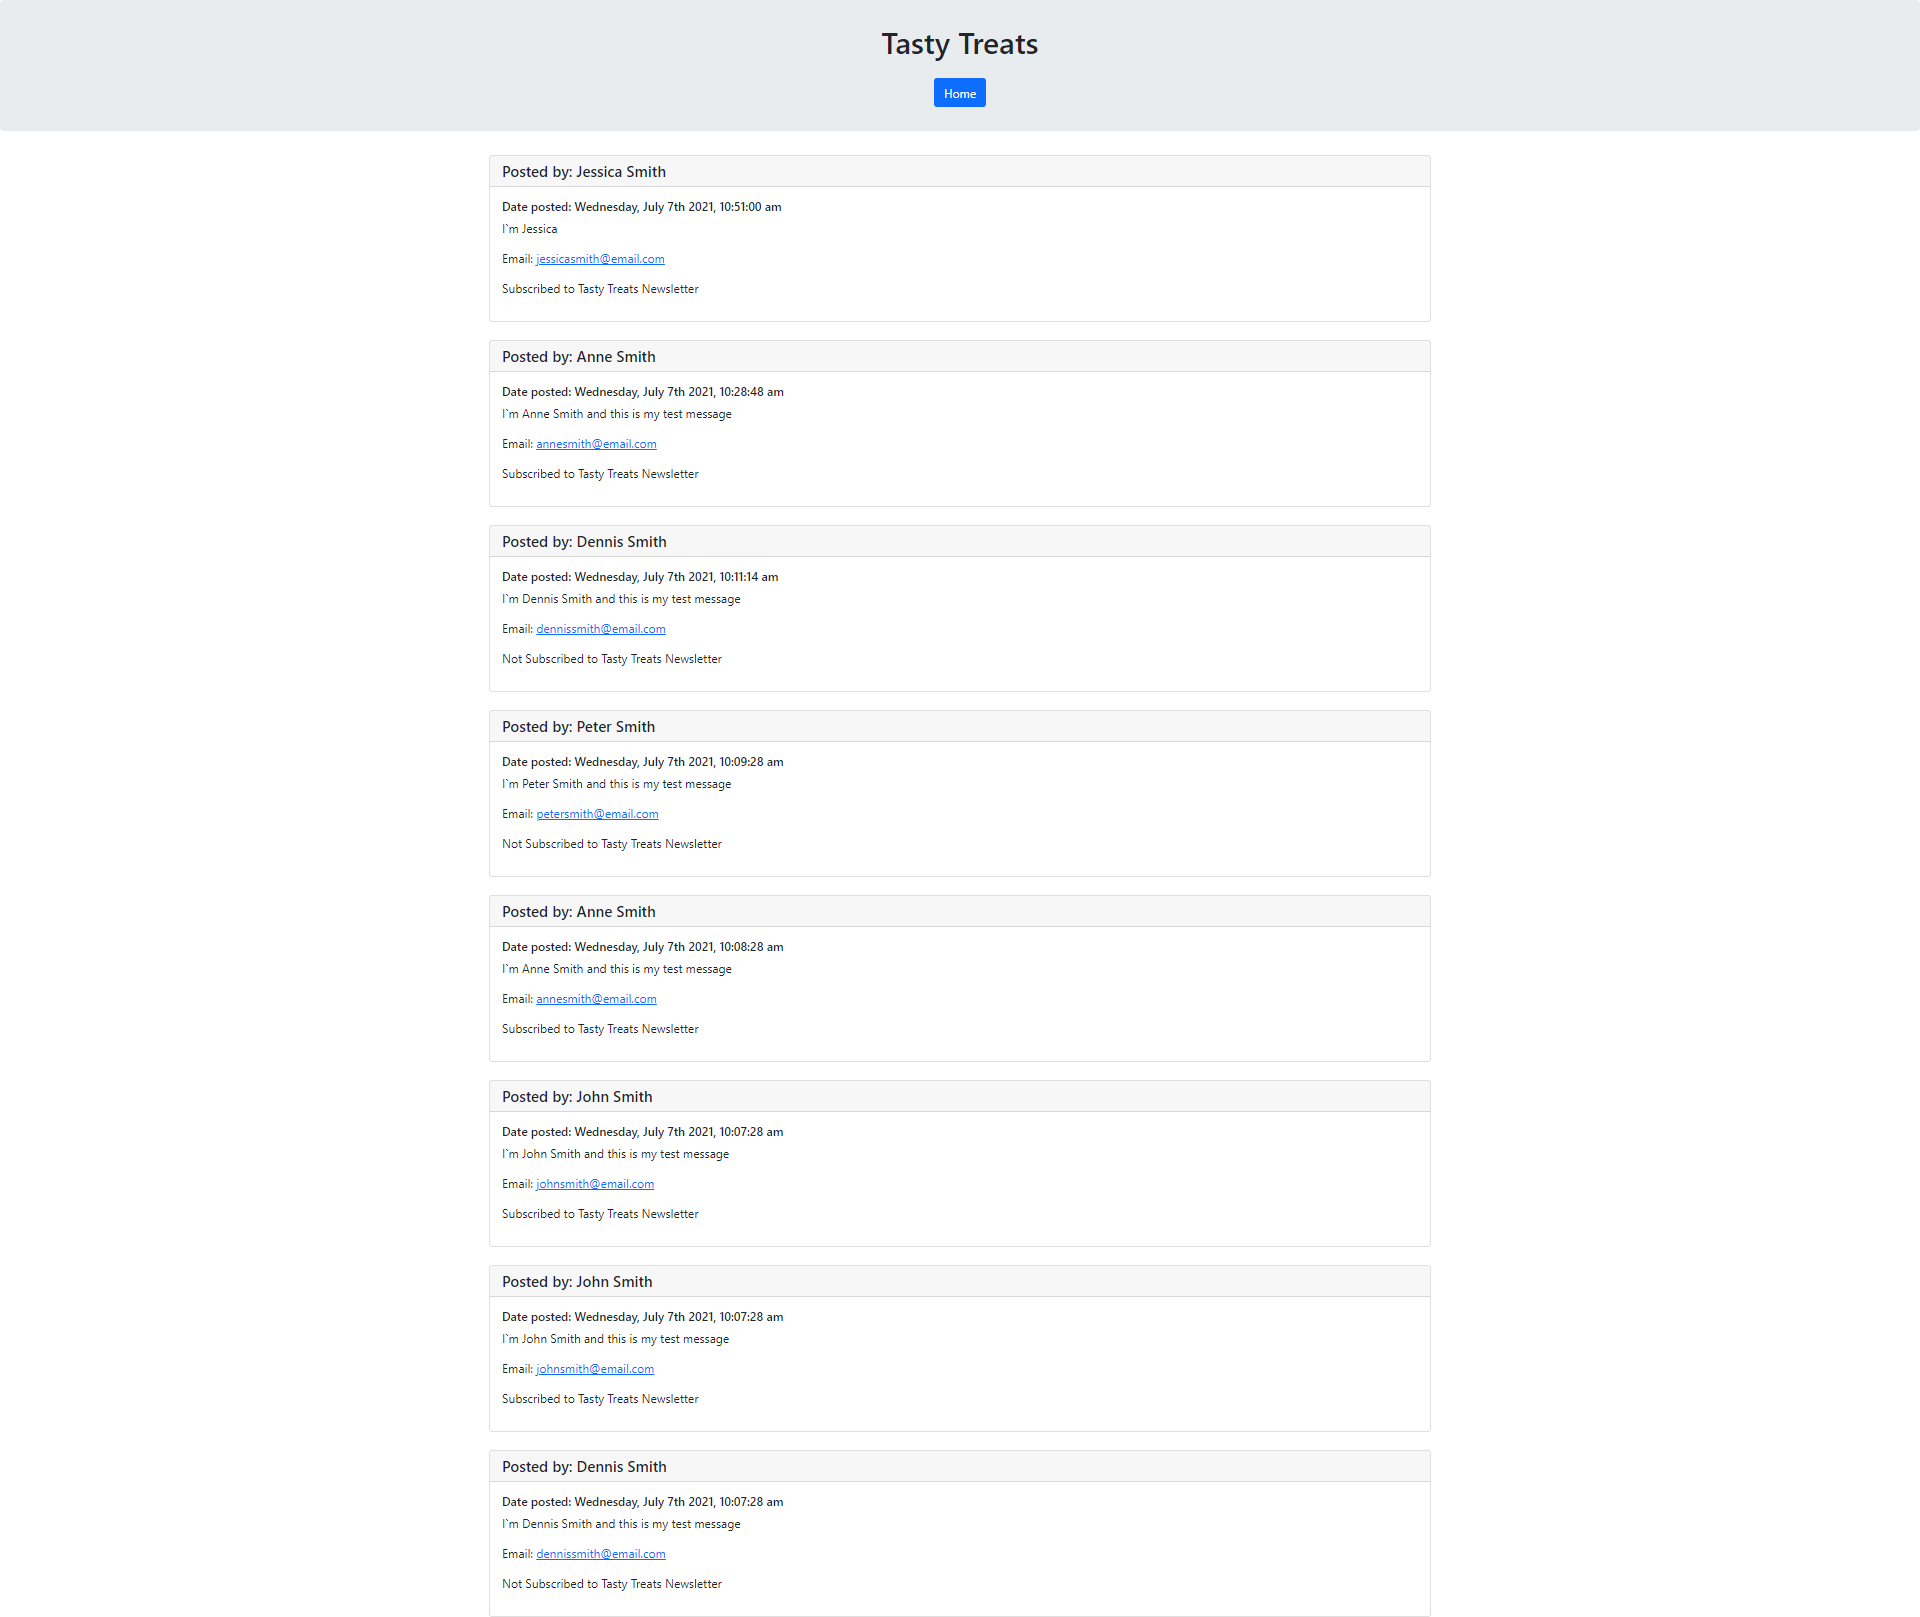 Tasty Treats
Home
Posted by: Jessica Smith
Date posted: Wednesday, July 7th 2021, 10:51:00 am
I`m Jessica
Email: jessicasmith@email.com
Subscribed to Tasty Treats Newsletter
Posted by: Anne Smith
Date posted: Wednesday, July 7th 2021, 10:28:48 am
I`m Anne Smith and this is my test message
Email: annesmith@email.com
Subscribed to Tasty Treats Newsletter
Posted by: Dennis Smith
Date posted: Wednesday, July 7th 2021, 10:11:14 am
I`m Dennis Smith and this is my test message
Email: dennissmith@email.com
Not Subscribed to Tasty Treats Newsletter
Posted by: Peter Smith
Date posted: Wednesday, July 7th 2021, 10:09:28 am
I`m Peter Smith and this is my test message
Email: petersmith@email.com
Not Subscribed to Tasty Treats Newsletter
Posted by: Anne Smith
Date posted: Wednesday, July 7th 2021, 10:08:28 am
I`m Anne Smith and this is my test message
Email: annesmith@email.com
Subscribed to Tasty Treats Newsletter
Posted by: John Smith
Date posted: Wednesday, July 7th 2021, 10:07:28 am
I`m John Smith and this is my test message
Email: johnsmith@email.com
Subscribed to Tasty Treats Newsletter
Posted by: John Smith
Date posted: Wednesday, July 7th 2021, 10:07:28 am
I`m John Smith and this is my test message
Email: johnsmith@email.com
Subscribed to Tasty Treats Newsletter
Posted by: Dennis Smith
Date posted: Wednesday, July 7th 2021, 10:07:28 am
I`m Dennis Smith and this is my test message
Email: dennissmith@email.com
Not Subscribed to Tasty Treats Newsletter